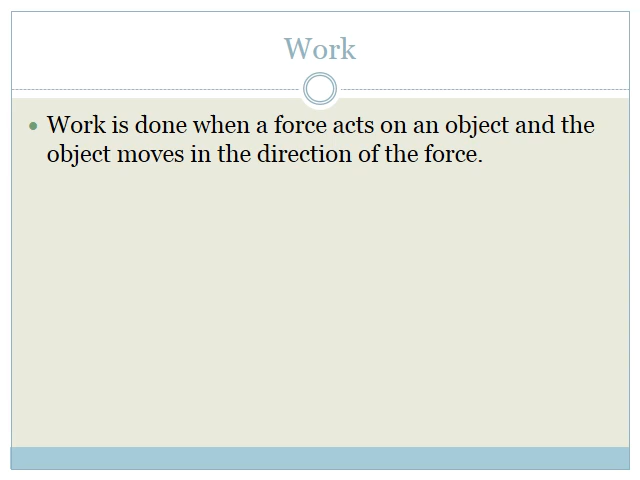 Work
• Work is done when a force acts on an object and the
object moves in the direction of the force.